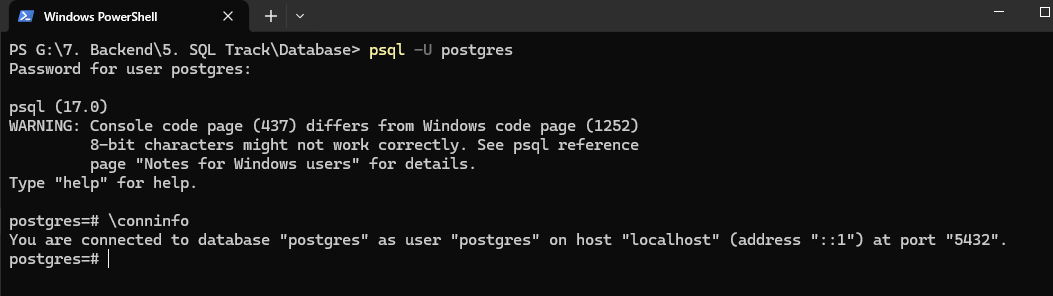 Windows PowerShell
PS G:\7. Backend\5. SQL Track\Database> psql -U postgres
Password for user postgres:
psql (17.0)
WARNING: Console code page (437) differs from Windows code page (1252)
         8-bit characters might not work correctly. See psql reference
         page "Notes for Windows users" for details.
Type "help" for help.
postgres=# \conninfo
You are connected to database "postgres" as user "postgres" on host "localhost" (address "::1") at port "5432".
postgres=#